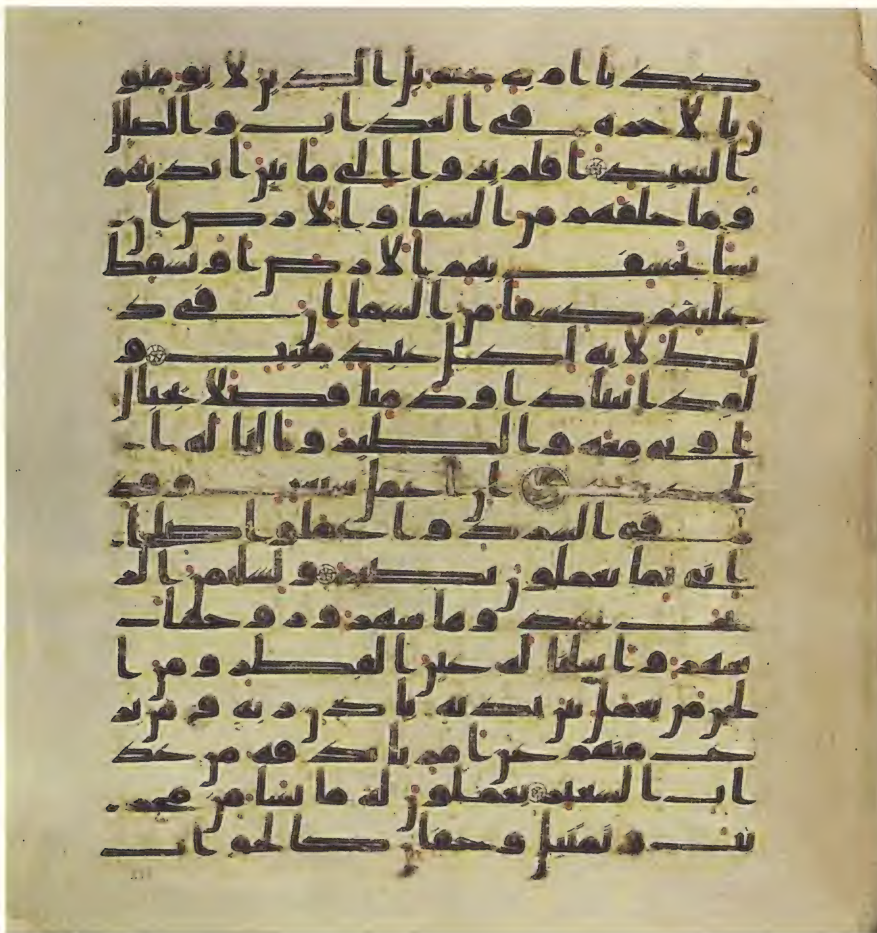 كذبا ام به جنه بل الذين لا يومنو
ن بالاخره في العذاب والضلل
البعيد افلم يروا الى ما بين ايديهم
وما خلفهم من السما والارض ان
نشا نخسف بهم الارض او نسقط
عليهم كسفا من السما ان في ذ
لك لايه لكل عبد منيب و
لقد اتينا داود منا فضلا يجبال
اوبي معه والطير والنا له ا
لحديد ان اعمل سبغت وقد
ر في السرد واعملوا صلحا
اني بما تعملون بصير ولسليمن الر
يح غدوها شهر ورواحها
شهر واسلنا له عين القطر ومن ا
لجن من يعمل بين يديه باذن ربه ومن يز
غ منهم عن امرنا نذقه من عذ
اب السعير يعملون له ما يشا من محر
يب وتمثيل وجفان كالجواب